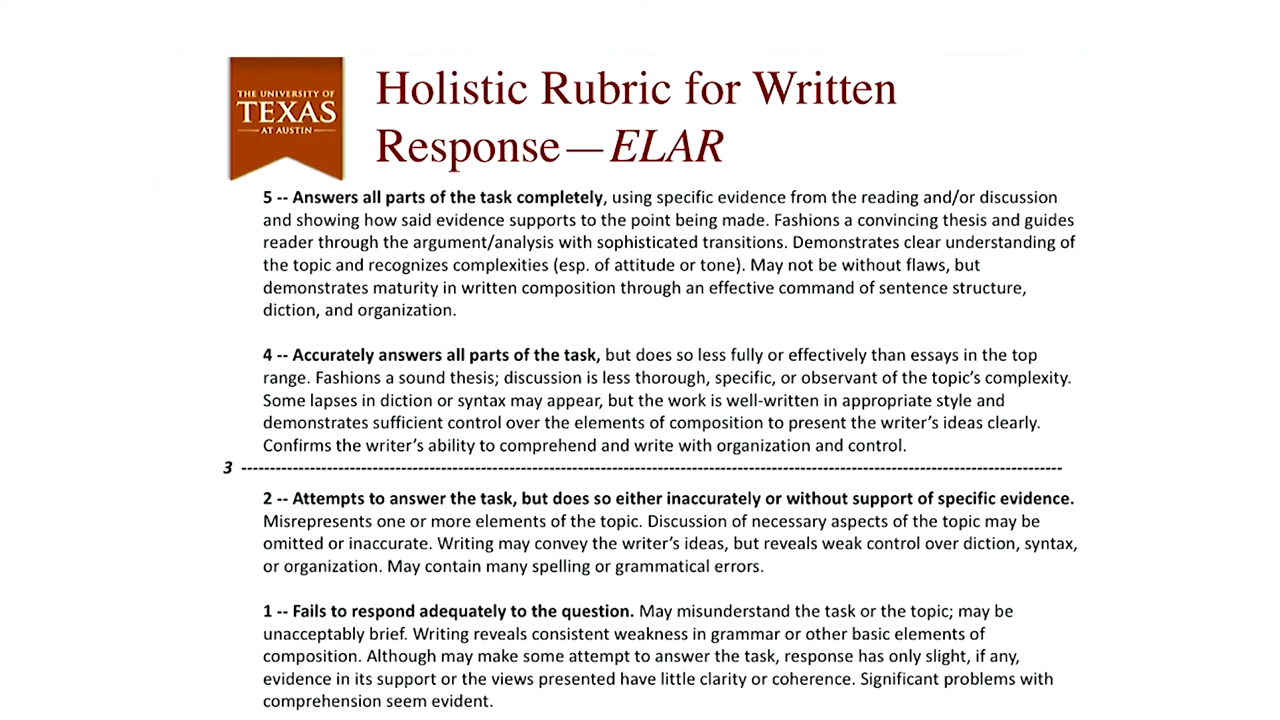 THE UNIVERSITY OF
TEXAS
AT AUSTIN
Holistic Rubric for Written
Response—ELAR
5 -- Answers all parts of the task completely, using specific evidence from the reading and/or discussion
and showing how said evidence supports to the point being made. Fashions a convincing thesis and guides
reader through the argument/analysis with sophisticated transitions. Demonstrates clear understanding of
the topic and recognizes complexities (esp. of attitude or tone). May not be without flaws, but
demonstrates maturity in written composition through an effective command of sentence structure,
diction, and organization.
4 -- Accurately answers all parts of the task, but does so less fully or effectively than essays in the top
range. Fashions a sound thesis; discussion is less thorough, specific, or observant of the topic's complexity.
Some lapses in diction or syntax may appear, but the work is well-written in appropriate style and
demonstrates sufficient control over the elements of composition to present the writer's ideas clearly.
Confirms the writer's ability to comprehend and write with organization and control.
3 ------------------------------------------------------------------------------------------------------------------------
2 -- Attempts to answer the task, but does so either inaccurately or without support of specific evidence.
Misrepresents one or more elements of the topic. Discussion of necessary aspects of the topic may be
omitted or inaccurate. Writing may convey the writer's ideas, but reveals weak control over diction, syntax,
or organization. May contain many spelling or grammatical errors.
1 -- Fails to respond adequately to the question. May misunderstand the task or the topic; may be
unacceptably brief. Writing reveals consistent weakness in grammar or other basic elements of
composition. Although may make some attempt to answer the task, response has only slight, if any,
evidence in its support or the views presented have little clarity or coherence. Significant problems with
comprehension seem evident.